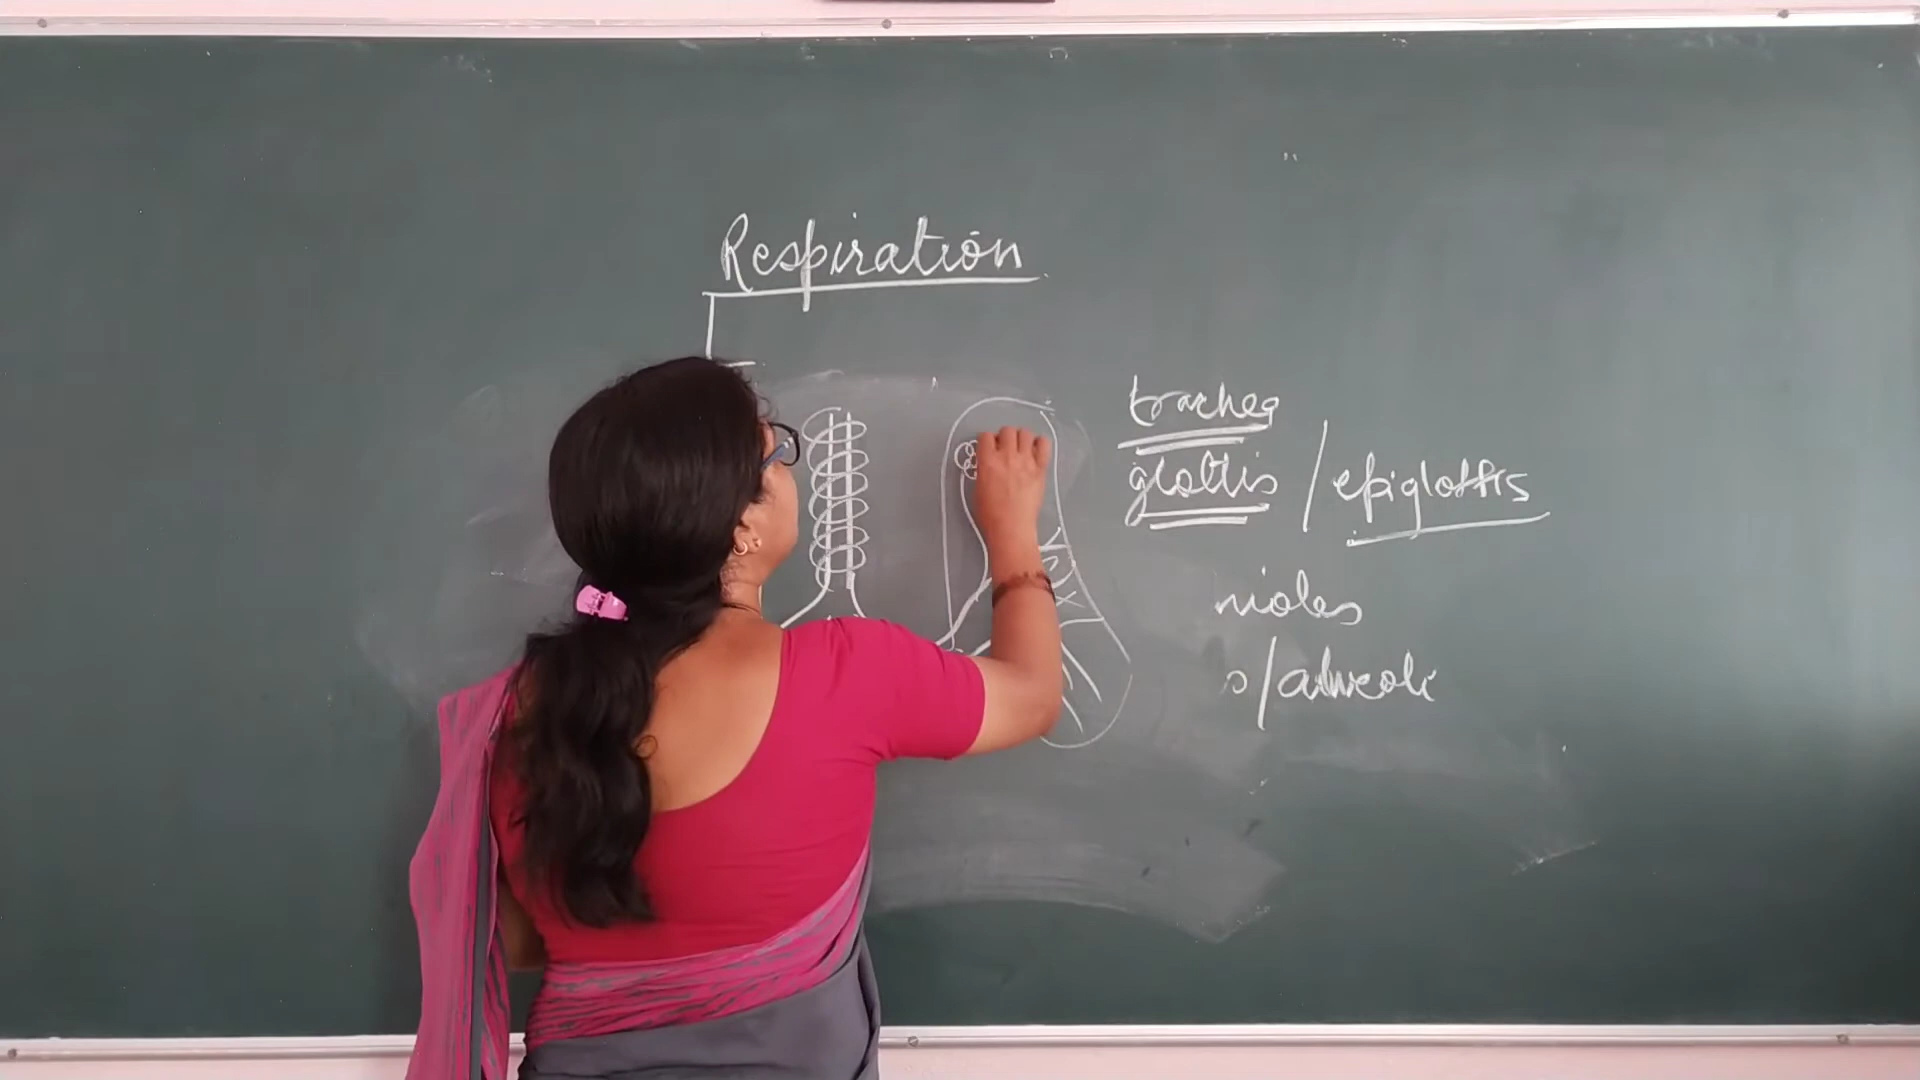 Respiration
trachea
glottis / epiglottis
nioles
s/alveoli